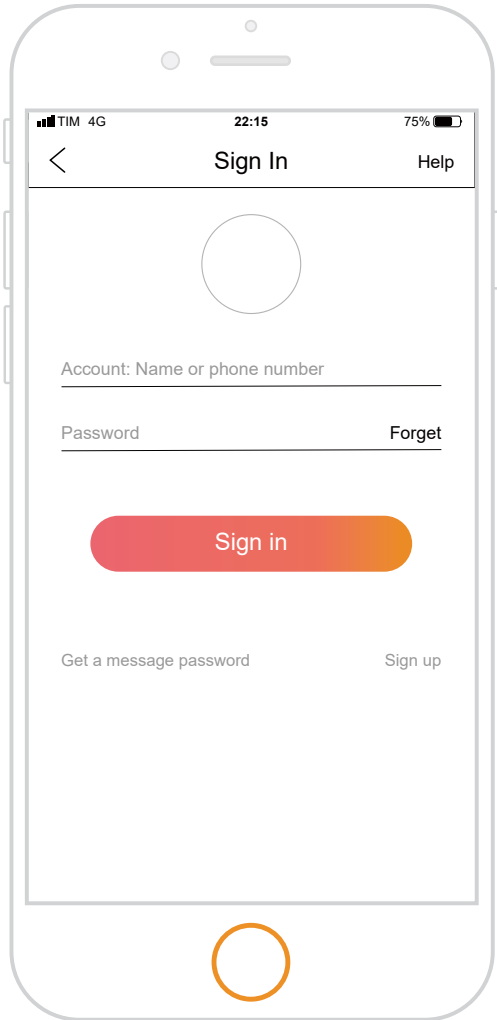 TIM 4G 22:15 75%
Sign In Help
Account: Name or phone number
Password Forget
Sign in
Get a message password Sign up